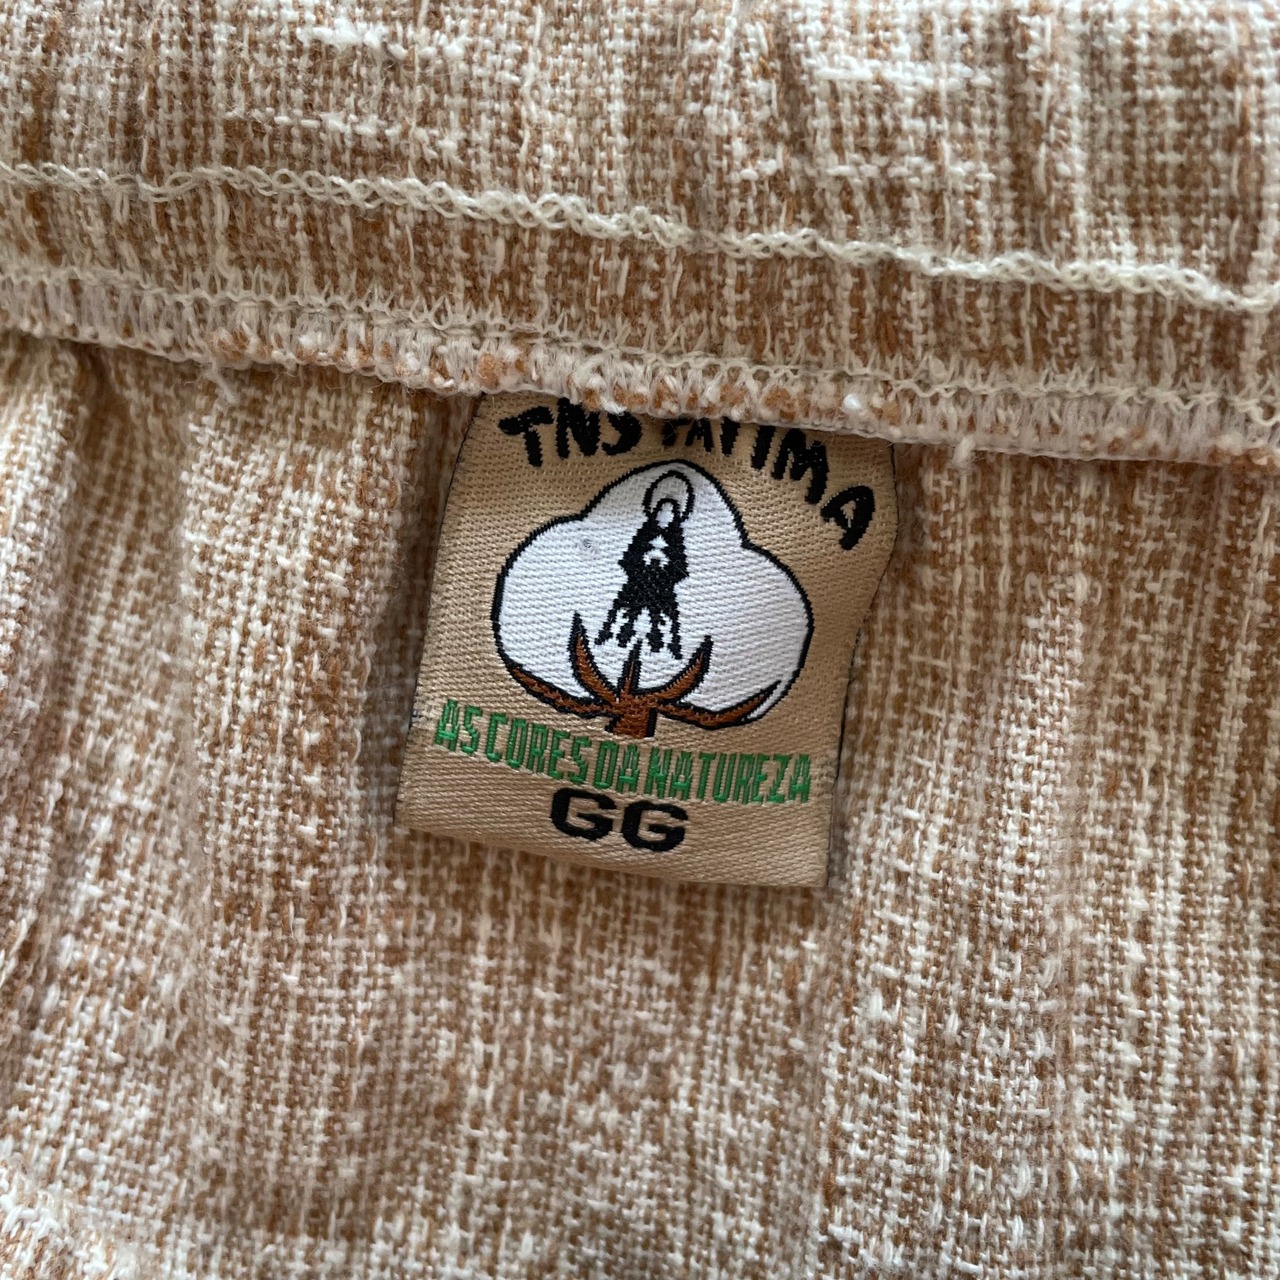 TNS FATIMA
AS CORES DA NATUREZA
GG